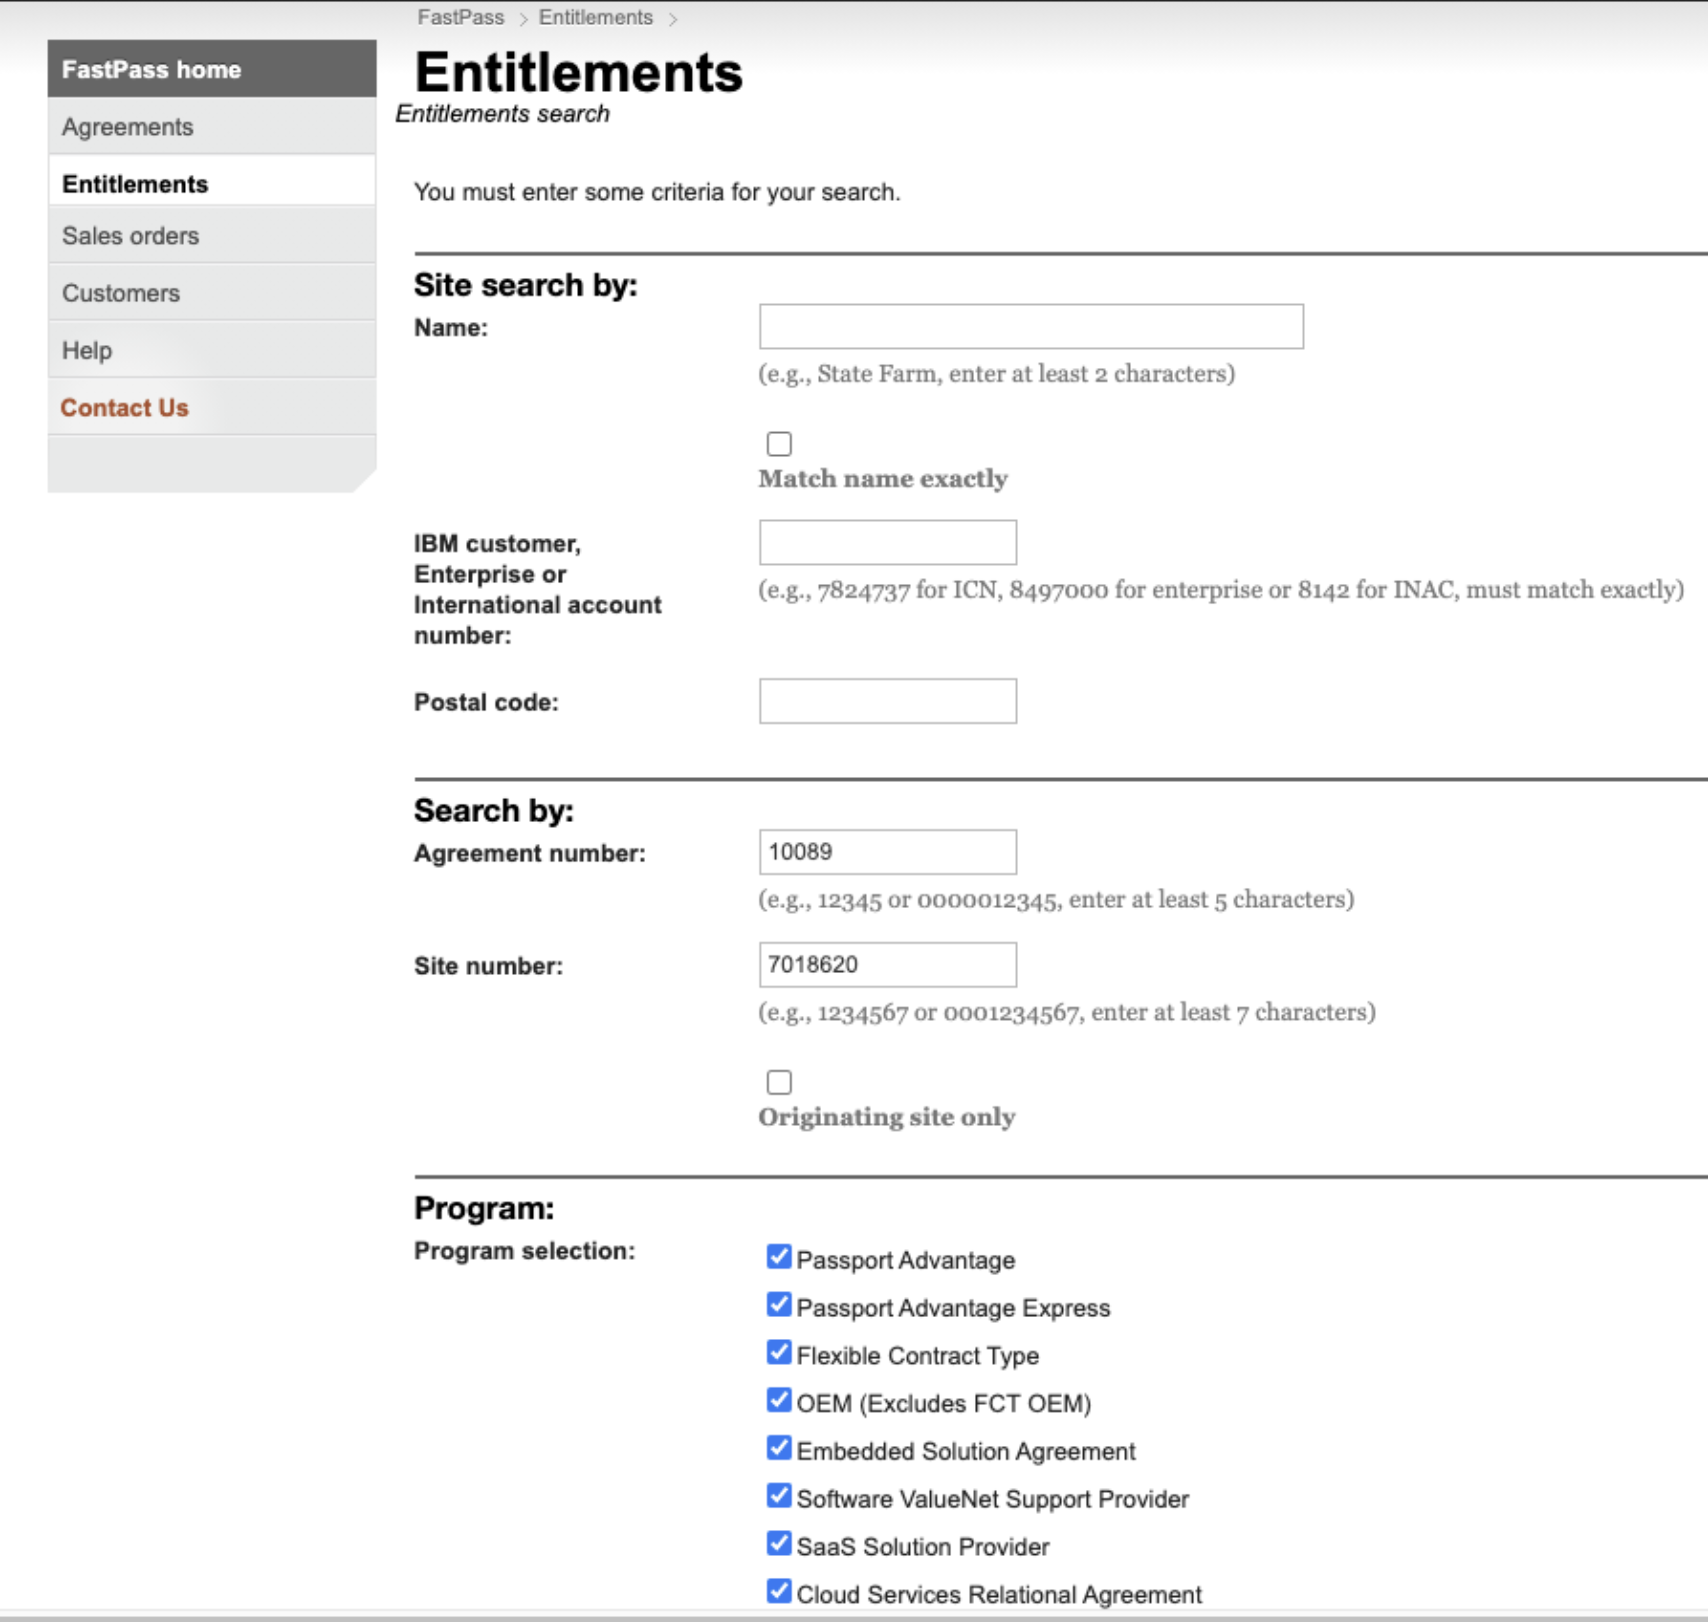 FastPass > Entitlements >
FastPass home
Agreements
Entitlements
Sales orders
Customers
Help
Contact Us
Entitlements
Entitlements search
You must enter some criteria for your search.
Site search by:
Name:
(e.g., State Farm, enter at least 2 characters)
Match name exactly
IBM customer,
Enterprise or
International account
number:
(e.g., 7824737 for ICN, 8497000 for enterprise or 8142 for INAC, must match exactly)
Postal code:
Search by:
Agreement number:
10089
(e.g., 12345 or 0000012345, enter at least 5 characters)
Site number:
7018620
(e.g., 1234567 or 0001234567, enter at least 7 characters)
Originating site only
Program:
Program selection:
Passport Advantage
Passport Advantage Express
Flexible Contract Type
OEM (Excludes FCT OEM)
Embedded Solution Agreement
Software ValueNet Support Provider
SaaS Solution Provider
Cloud Services Relational Agreement